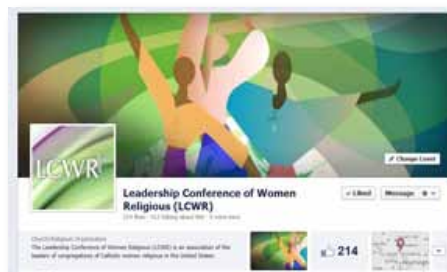 Change Cover
LCWR
Leadership Conference of Women
Religious (LCWR)
Liked
Message
Church/Religious Organization
The Leadership Conference of Women Religious (LCWR) is an association of the
leaders of congregations of Catholic women religious in the United States.
214